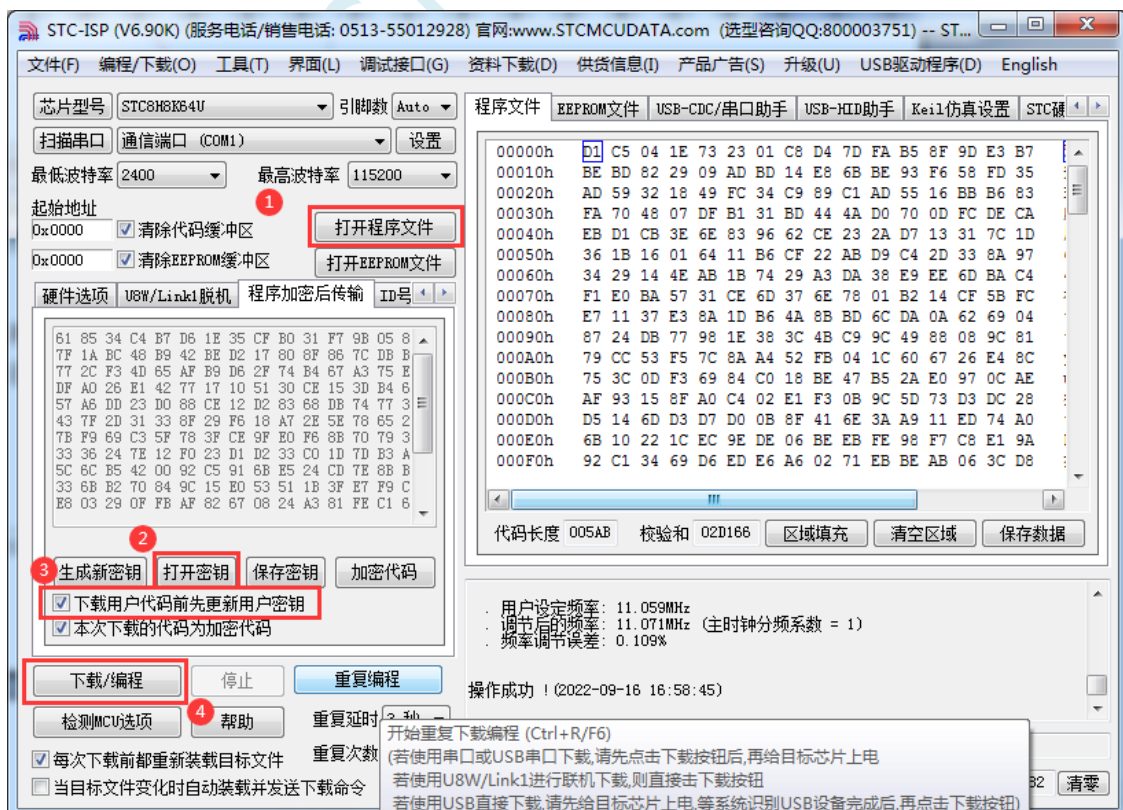 STC-ISP (V6.90K) (服务电话/销售电话: 0513-55012928) 官网:www.STCMCUDATA.com (选型咨询QQ:800003751) -- ST...
文件(F) 编程/下载(O) 工具(T) 界面(L) 调试接口(G) 资料下载(D) 供货信息(I) 产品广告(S) 升级(U) USB驱动程序(D) English
芯片型号 STC8H8K64U 引脚数 Auto
扫描串口 通信端口 (COM1) 设置
最低波特率 2400 最高波特率 115200
1
起始地址
0x0000 清除代码缓冲区 打开程序文件
0x0000 清除EEPROM缓冲区 打开EEPROM文件
硬件选项 U8W/Link1脱机 程序加密后传输 ID号
61 85 34 C4 B7 D6 1E 35 CF B0 31 F7 9B 05 8
7F 1A BC 48 B9 42 BE D2 17 80 8F 86 7C DB B
77 2C F3 4D 65 AF B9 D6 2F 74 B4 67 A3 75 E
DF A0 26 E1 42 77 17 10 51 30 CE 15 3D B4 6
57 A6 DD 23 D0 88 CE 12 D2 83 68 DB 74 77 3
43 7F 2D 31 33 8F 29 F6 18 A7 2E 5E 78 65 2
7B F9 69 C3 5F 78 3F CE 9F E0 F6 8B 70 79 3
33 36 24 7E 12 F0 23 D1 D2 33 C0 1D 7D B3 A
5C 6C B5 42 00 92 C5 91 6B E5 24 CD 7E 8B B
33 6B B2 70 84 9C 15 E0 53 51 1B 3F E7 F9 C
E8 03 29 0F FB AF 82 67 08 24 A3 81 FE C1 6
2
3 生成新密钥 打开密钥 保存密钥 加密代码
下载用户代码前先更新用户密钥
本次下载的代码为加密代码
下载/编程 停止 重复编程
4
检测MCU选项 帮助 重复延时 3 秒
每次下载前都重新装载目标文件 重复次数
当目标文件变化时自动装载并发送下载命令
程序文件 EEPROM文件 USB-CDC/串口助手 USB-HID助手 Keil仿真设置 STC硬
00000h D1 C5 04 1E 73 23 01 C8 D4 7D FA B5 8F 9D E3 B7
00010h BE BD 82 29 09 AD BD 14 E8 6B BE 93 F6 58 FD 35
00020h AD 59 32 18 49 FC 34 C9 89 C1 AD 55 16 BB B6 83
00030h FA 70 48 07 DF B1 31 BD 44 4A D0 70 0D FC DE CA
00040h EB D1 CB 3E 6E 83 96 62 CE 23 2A D7 13 31 7C 1D
00050h 36 1B 16 01 64 11 B6 CF 22 AB D9 C4 2D 33 8A 97
00060h 34 29 14 4E AB 1B 74 29 A3 DA 38 E9 EE 6D BA C4
00070h F1 E0 BA 57 31 CE 6D 37 6E 78 01 B2 14 CF 5B FC
00080h E7 11 37 E3 8A 1D B6 4A 8B BD 6C DA 0A 62 69 04
00090h 87 24 DB 77 98 1E 38 3C 4B C9 9C 49 88 08 9C 81
000A0h 79 CC 53 F5 7C 8A A4 52 FB 04 1C 60 67 26 E4 8C
000B0h 75 3C 0D F3 69 84 C0 18 BE 47 B5 2A E0 97 0C AE
000C0h AF 93 15 8F A0 C4 02 E1 F3 0B 9C 5D 73 D3 DC 28
000D0h D5 14 6D D3 D7 D0 0B 8F 41 6E 3A A9 11 ED 74 A0
000E0h 6B 10 22 1C EC 9E DE 06 BE EB FE 98 F7 C8 E1 9A
000F0h 92 C1 34 69 D6 ED E6 A6 02 71 EB BE AB 06 3C D8
代码长度 005AB 校验和 02D166 区域填充 清空区域 保存数据
. 用户设定频率: 11.059MHz
. 调节后的频率: 11.071MHz (主时钟分频系数 = 1)
. 频率调节误差: 0.109%
操作成功 !(2022-09-16 16:58:45)
开始重复下载编程 (Ctrl+R/F6)
(若使用串口或USB串口下载,请先点击下载按钮后,再给目标芯片上电
若使用U8W/Link1进行联机下载,则直接击下载按钮
若使用USB直接下载,请先给目标芯片上电,等系统识别USB设备完成后,再点击下载按钮)
82 清零